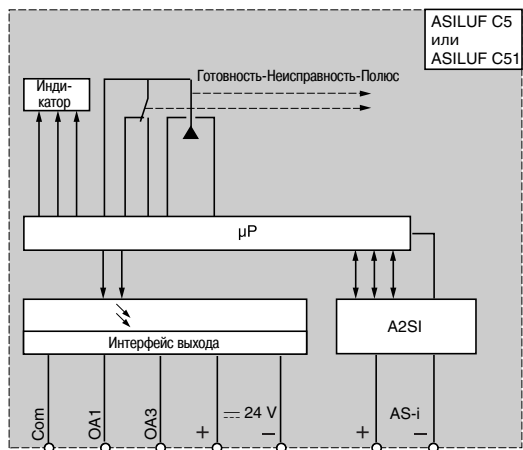 ASILUF C5
или
ASILUF C51
Готовность-Неисправность-Полюс
Инди-
катор
µP
A2SI
Интерфейс выхода
Com
OA1
OA3
+
24 V
−
+
AS-i
−